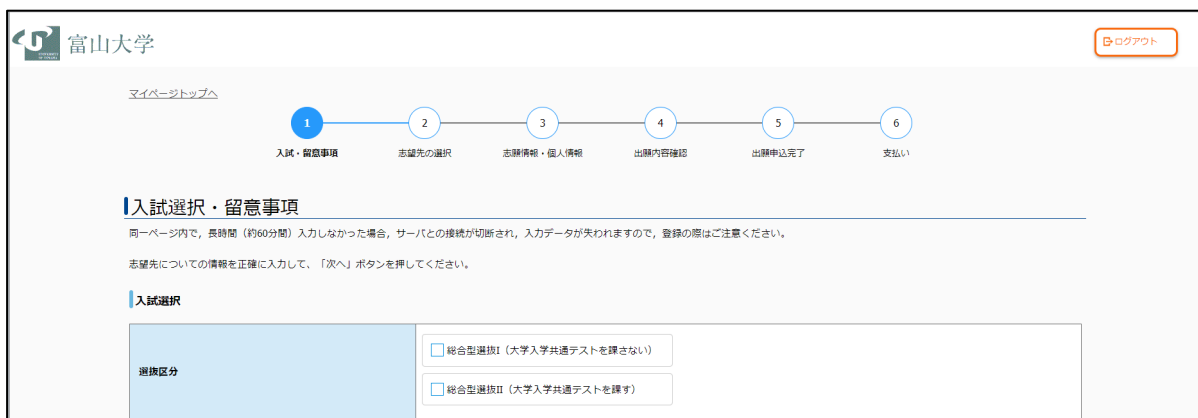 富山大学
ログアウト
マイページトップへ
1 2 3 4 5 6
入試・留意事項 志望先の選択 志願情報・個人情報 出願内容確認 出願申込完了 支払い
入試選択・留意事項
同一ページ内で，長時間（約60分間）入力しなかった場合，サーバとの接続が切断され，入力データが失われますので，登録の際はご注意ください。
志望先についての情報を正確に入力して、「次へ」ボタンを押してください。
入試選択
選抜区分
総合型選抜I（大学入学共通テストを課さない）
総合型選抜II（大学入学共通テストを課す）